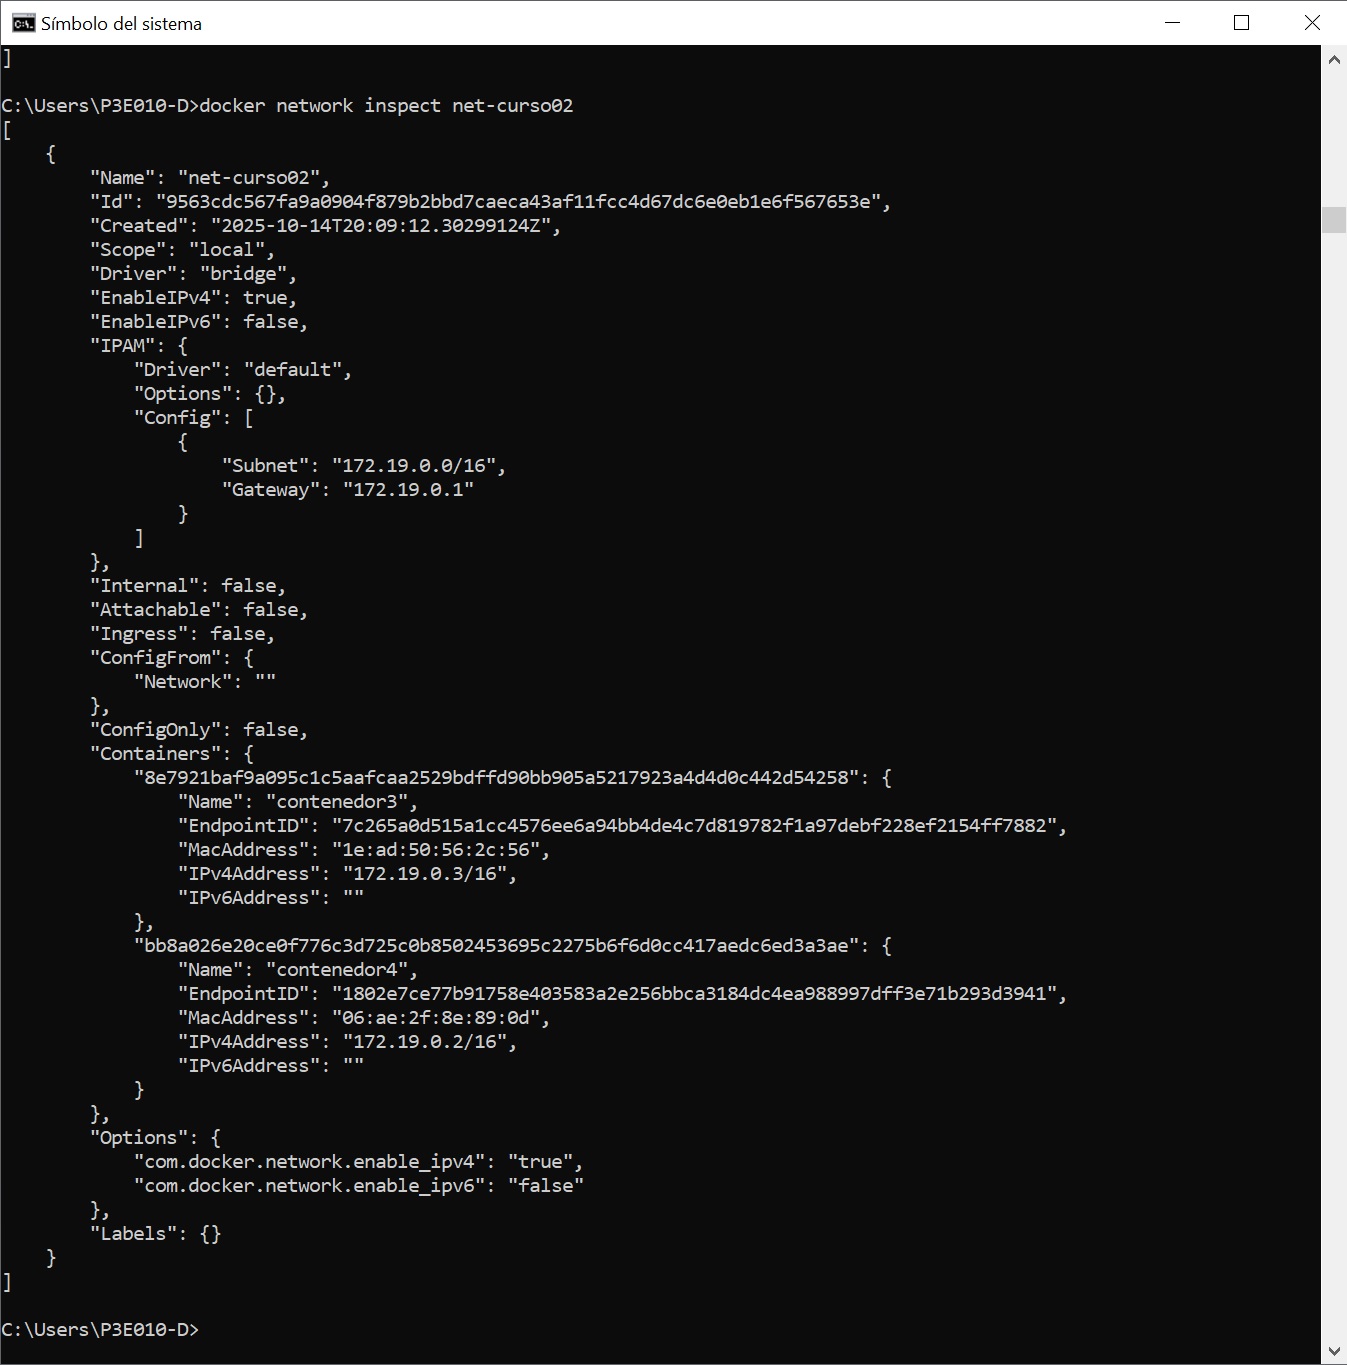 Símbolo del sistema
]
C:\Users\P3E010-D>docker network inspect net-curso02
[
    {
        "Name": "net-curso02",
        "Id": "9563cdc567fa9a0904f879b2bbd7caeca43af11fcc4d67dc6e0eb1e6f567653e",
        "Created": "2025-10-14T20:09:12.30299124Z",
        "Scope": "local",
        "Driver": "bridge",
        "EnableIPv4": true,
        "EnableIPv6": false,
        "IPAM": {
            "Driver": "default",
            "Options": {},
            "Config": [
                {
                    "Subnet": "172.19.0.0/16",
                    "Gateway": "172.19.0.1"
                }
            ]
        },
        "Internal": false,
        "Attachable": false,
        "Ingress": false,
        "ConfigFrom": {
            "Network": ""
        },
        "ConfigOnly": false,
        "Containers": {
            "8e7921baf9a095c1c5aafcaa2529bdffd90bb905a5217923a4d4d0c442d54258": {
                "Name": "contenedor3",
                "EndpointID": "7c265a0d515a1cc4576ee6a94bb4de4c7d819782f1a97debf228ef2154ff7882",
                "MacAddress": "1e:ad:50:56:2c:56",
                "IPv4Address": "172.19.0.3/16",
                "IPv6Address": ""
            },
            "bb8a026e20ce0f776c3d725c0b8502453695c2275b6f6d0cc417aedc6ed3a3ae": {
                "Name": "contenedor4",
                "EndpointID": "1802e7ce77b91758e403583a2e256bbca3184dc4ea988997dff3e71b293d3941",
                "MacAddress": "06:ae:2f:8e:89:0d",
                "IPv4Address": "172.19.0.2/16",
                "IPv6Address": ""
            }
        },
        "Options": {
            "com.docker.network.enable_ipv4": "true",
            "com.docker.network.enable_ipv6": "false"
        },
        "Labels": {}
    }
]
C:\Users\P3E010-D>